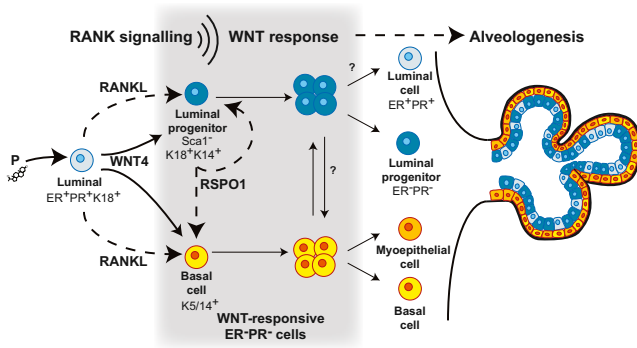 RANK signalling
WNT response
Alveologenesis
RANKL
Luminal
progenitor
Sca1⁻
K18⁺K14⁺
?
Luminal
cell
ER⁺PR⁺
P
WNT4
Luminal
ER⁺PR⁺K18⁺
RSPO1
?
Luminal
progenitor
ER⁻PR⁻
RANKL
Basal
cell
K5/14⁺
Myoepithelial
cell
Basal
cell
WNT-responsive
ER⁻PR⁻ cells